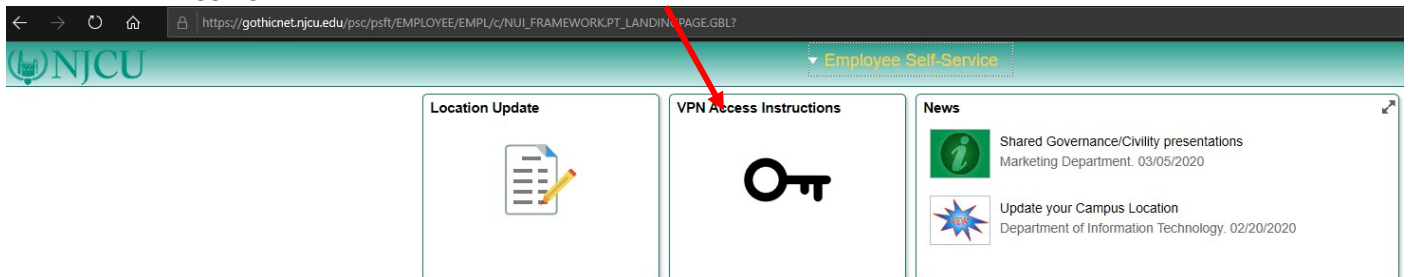 https://gothicnet.njcu.edu/psc/psft/EMPLOYEE/EMPL/c/NUI_FRAMEWORK.PT_LANDINGPAGE.GBL?
NJCU
Employee Self-Service
Location Update
VPN Access Instructions
News
Shared Governance/Civility presentations
Marketing Department. 03/05/2020
NEW
Update your Campus Location
Department of Information Technology. 02/20/2020